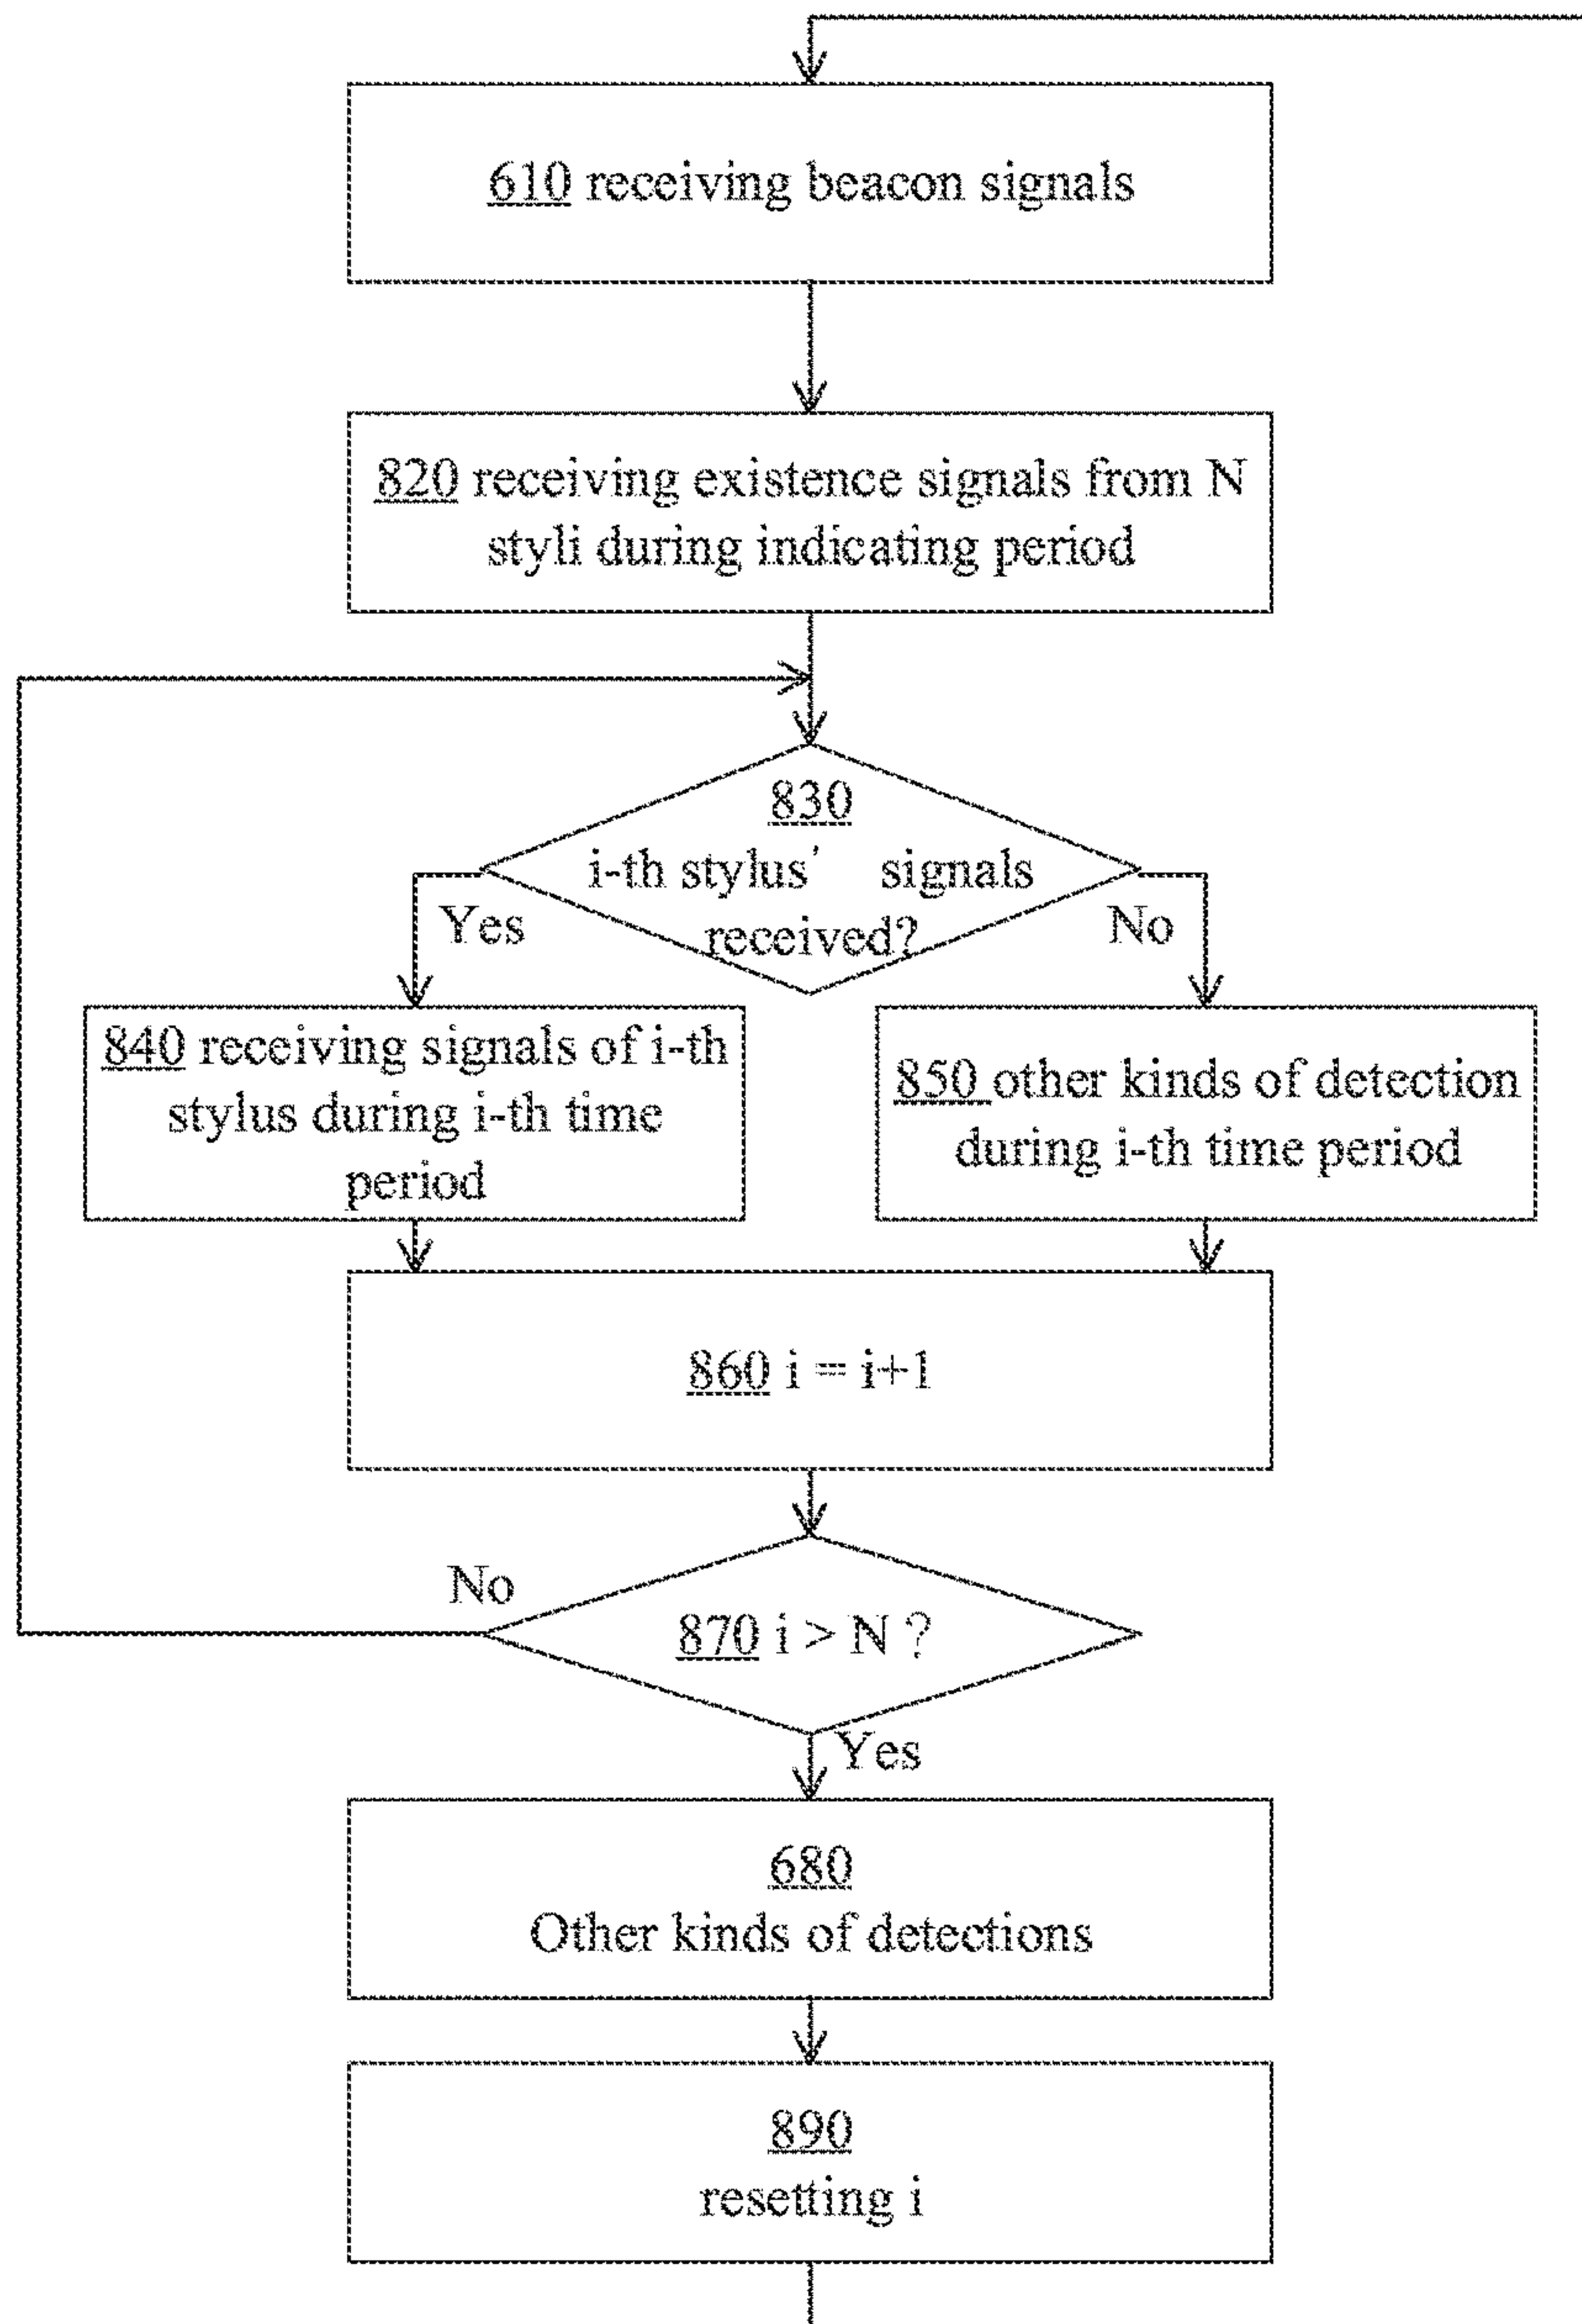 610 receiving beacon signals
820 receiving existence signals from N
styli during indicating period
830
i-th stylus' signals
received?
Yes
No
840 receiving signals of i-th
stylus during i-th time
period
850 other kinds of detection
during i-th time period
860 i = i+1
No
870 i > N ?
Yes
680
Other kinds of detections
890
resetting i